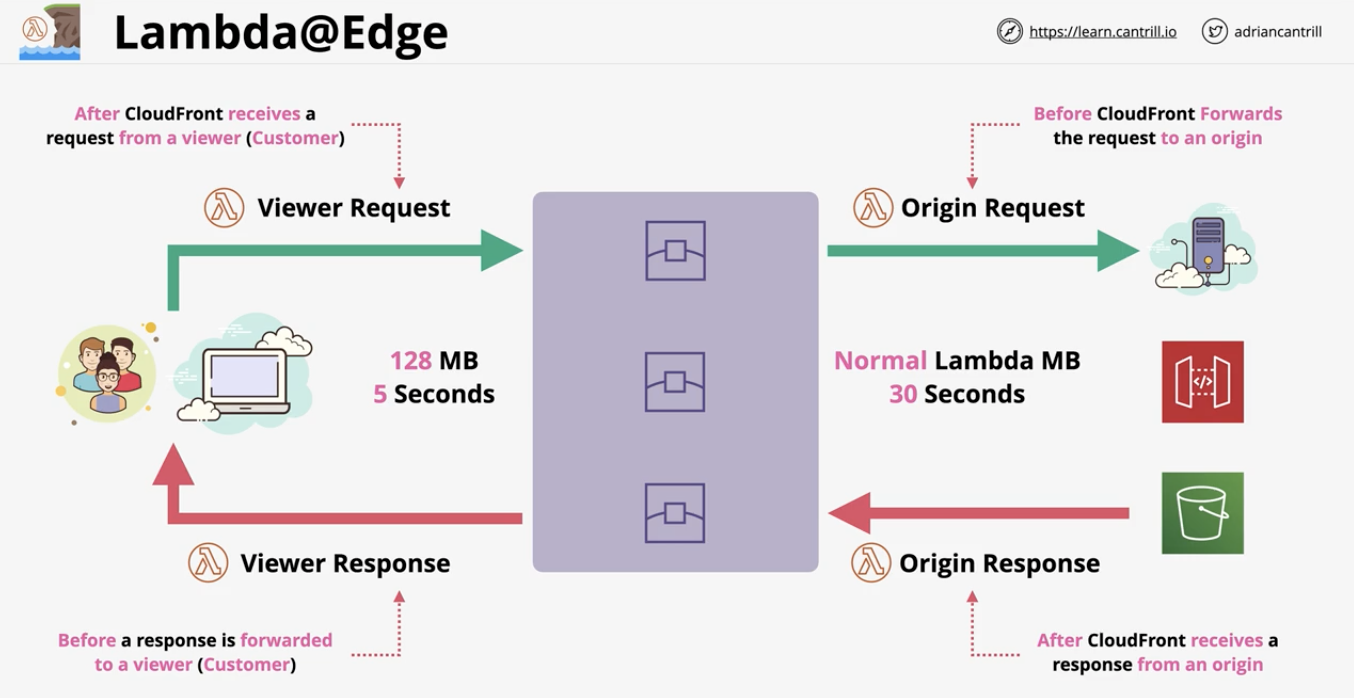 Lambda@Edge
https://learn.cantrill.io
adriancantrill
After CloudFront receives a
request from a viewer (Customer)
Before CloudFront Forwards
the request to an origin
Viewer Request
Origin Request
128 MB
5 Seconds
Normal Lambda MB
30 Seconds
Viewer Response
Origin Response
Before a response is forwarded
to a viewer (Customer)
After CloudFront receives a
response from an origin